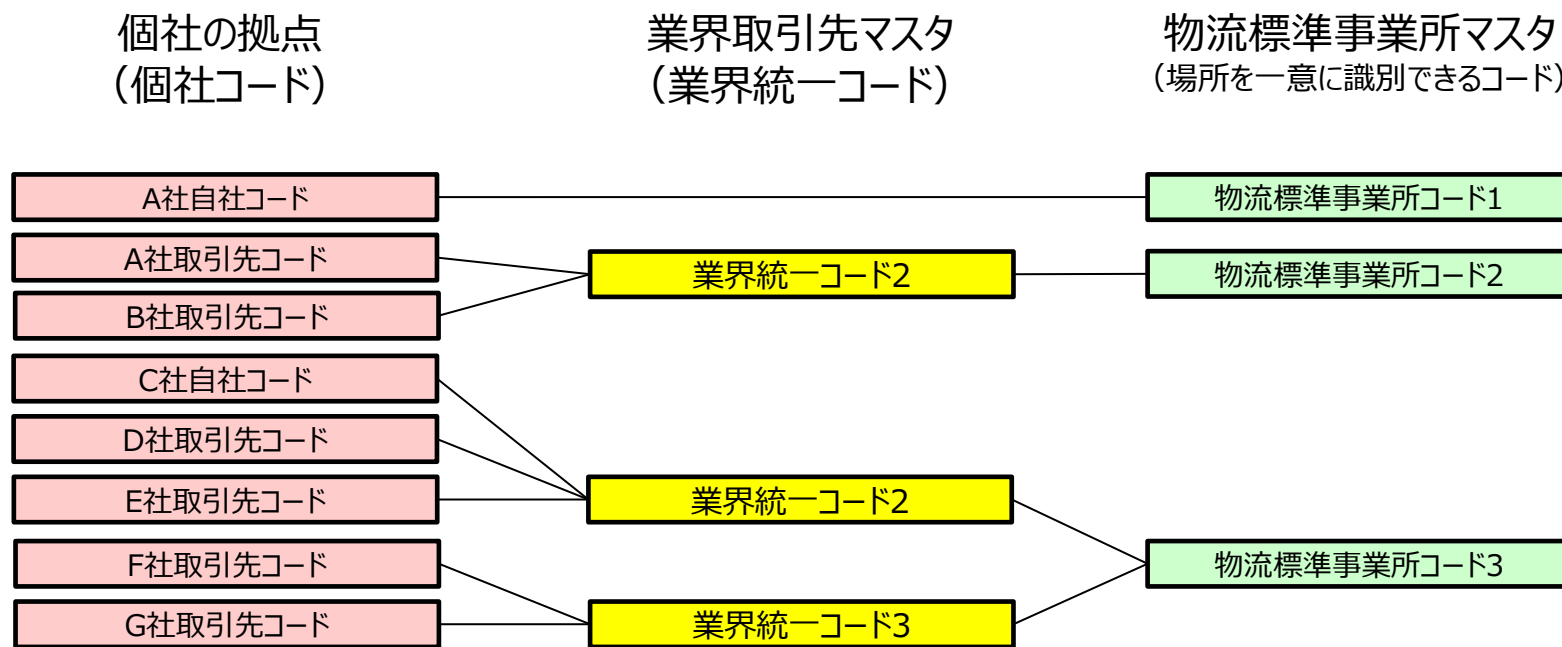 個社の拠点
(個社コード)
業界取引先マスタ
(業界統一コード)
物流標準事業所マスタ
(場所を一意に識別できるコード)
A社自社コード
物流標準事業所コード1
A社取引先コード
業界統一コード2
物流標準事業所コード2
B社取引先コード
C社自社コード
D社取引先コード
E社取引先コード
業界統一コード2
F社取引先コード
物流標準事業所コード3
G社取引先コード
業界統一コード3